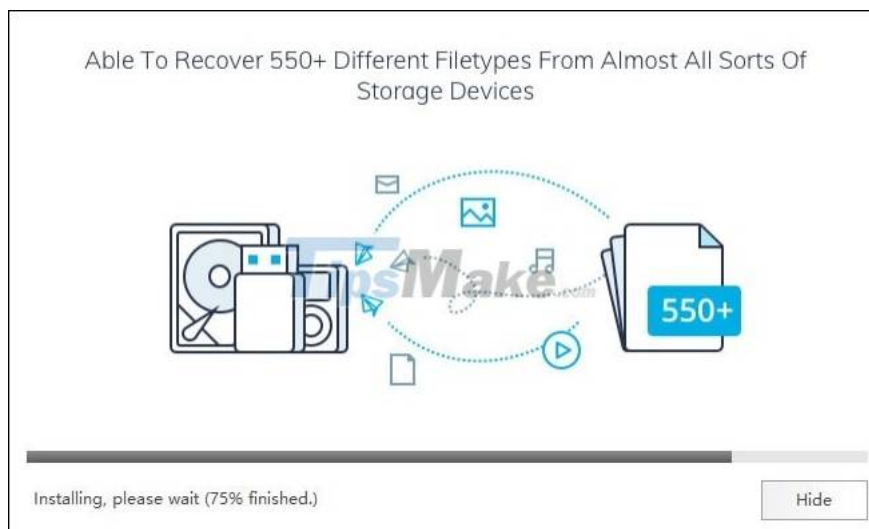 Able To Recover 550+ Different Filetypes From Almost All Sorts Of
Storage Devices
TipsMake.com
550+
Installing, please wait (75% finished.)
Hide